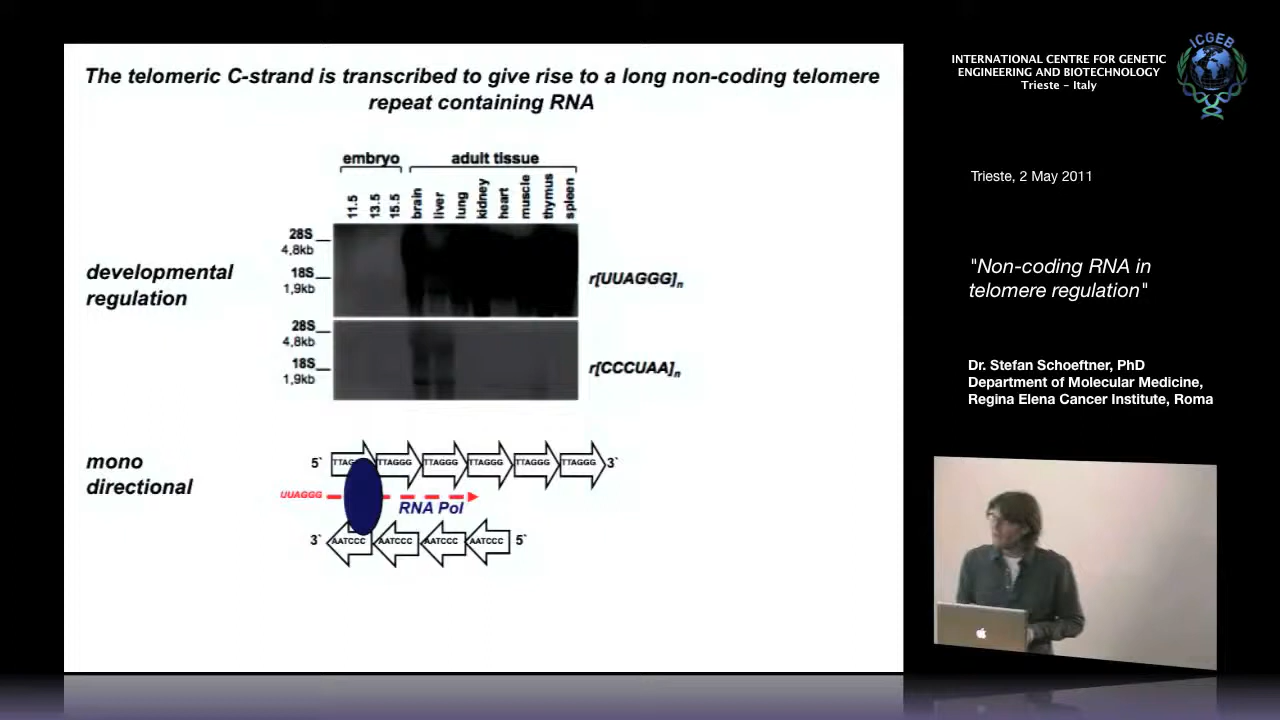 The telomeric C-strand is transcribed to give rise to a long non-coding telomere
repeat containing RNA
embryo
adult tissue
11.5
13.5
15.5
brain
liver
lung
kidney
heart
muscle
thymus
spleen
28S
4,8kb
18S
1,9kb
r[UUAGGG]n
developmental
regulation
28S
4,8kb
18S
1,9kb
r[CCCUAA]n
mono
directional
5`
TTAG
TTAGGG
TTAGGG
TTAGGG
TTAGGG
TTAGGG
3`
UUAGGG
RNA Pol
3`
AATCCC
AATCCC
AATCCC
AATCCC
5`
INTERNATIONAL CENTRE FOR GENETIC
ENGINEERING AND BIOTECHNOLOGY
Trieste - Italy
ICGEB
Trieste, 2 May 2011
"Non-coding RNA in
telomere regulation"
Dr. Stefan Schoeftner, PhD
Department of Molecular Medicine,
Regina Elena Cancer Institute, Roma